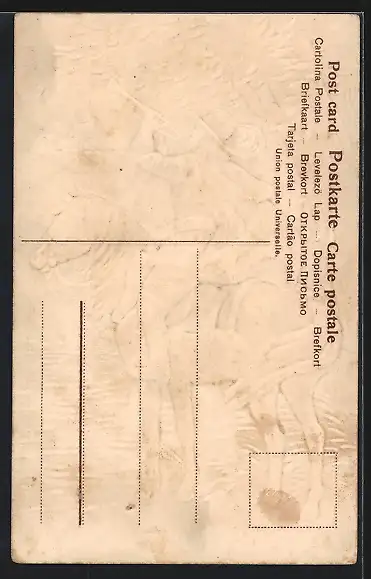 Post card Postkarte Carte postale
Cartolina Postale – Levelező Lap – Dopisnice – Brefkort
Briefkaart – Brevkort ОТКРЫТОЕ ПИСЬМО
Tarjeta postal – Cartão postal
Union postale Universelle.